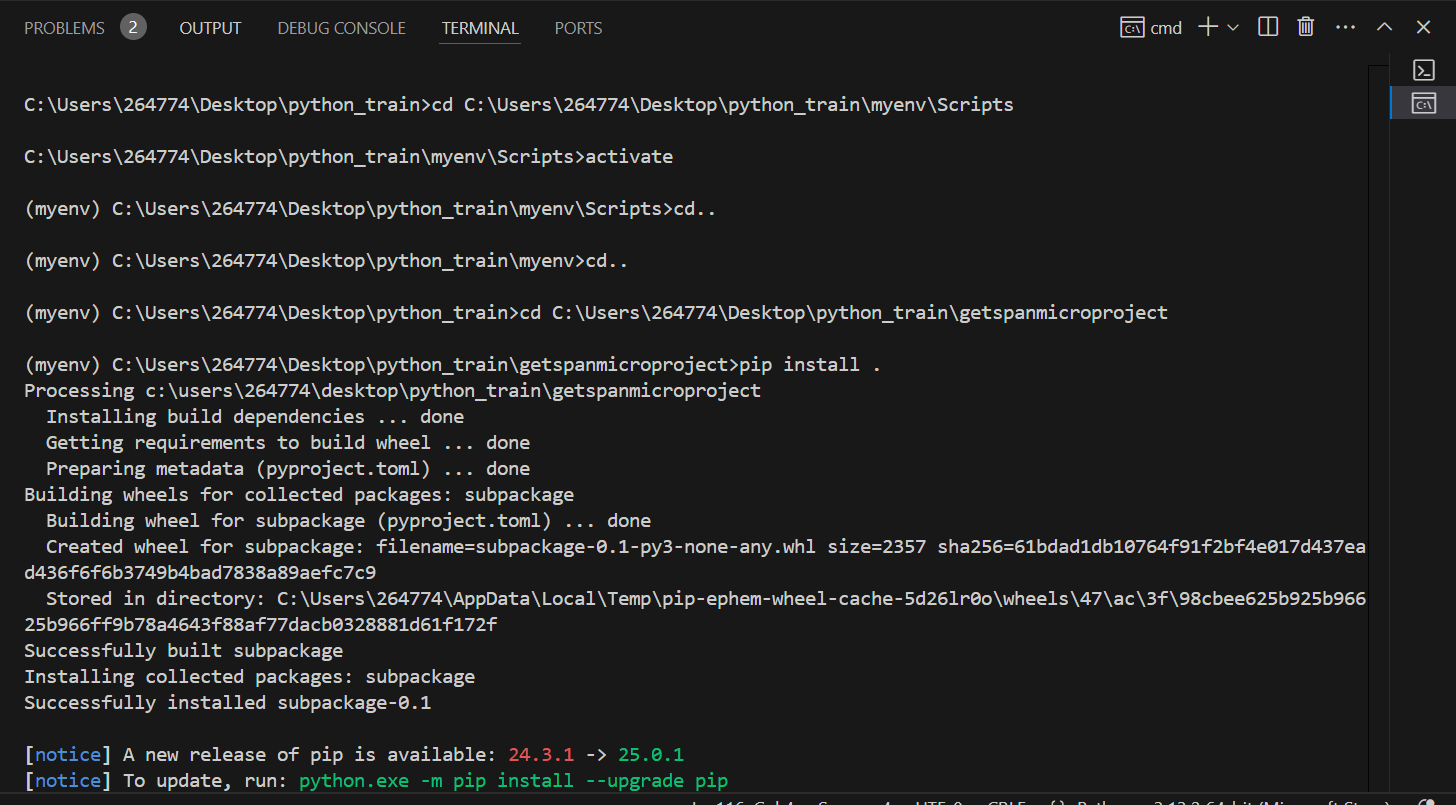 PROBLEMS 2 OUTPUT DEBUG CONSOLE TERMINAL PORTS cmd
C:\Users\264774\Desktop\python_train>cd C:\Users\264774\Desktop\python_train\myenv\Scripts
C:\Users\264774\Desktop\python_train\myenv\Scripts>activate
(myenv) C:\Users\264774\Desktop\python_train\myenv\Scripts>cd..
(myenv) C:\Users\264774\Desktop\python_train\myenv>cd..
(myenv) C:\Users\264774\Desktop\python_train>cd C:\Users\264774\Desktop\python_train\getspanmicroproject
(myenv) C:\Users\264774\Desktop\python_train\getspanmicroproject>pip install .
Processing c:\users\264774\desktop\python_train\getspanmicroproject
  Installing build dependencies ... done
  Getting requirements to build wheel ... done
  Preparing metadata (pyproject.toml) ... done
Building wheels for collected packages: subpackage
  Building wheel for subpackage (pyproject.toml) ... done
  Created wheel for subpackage: filename=subpackage-0.1-py3-none-any.whl size=2357 sha256=61bdad1db10764f91f2bf4e017d437ea
d436f6f6b3749b4bad7838a89aefc7c9
  Stored in directory: C:\Users\264774\AppData\Local\Temp\pip-ephem-wheel-cache-5d26lr0o\wheels\47\ac\3f\98cbee625b925b966
25b966ff9b78a4643f88af77dacb0328881d61f172f
Successfully built subpackage
Installing collected packages: subpackage
Successfully installed subpackage-0.1
[notice] A new release of pip is available: 24.3.1 -> 25.0.1
[notice] To update, run: python.exe -m pip install --upgrade pip